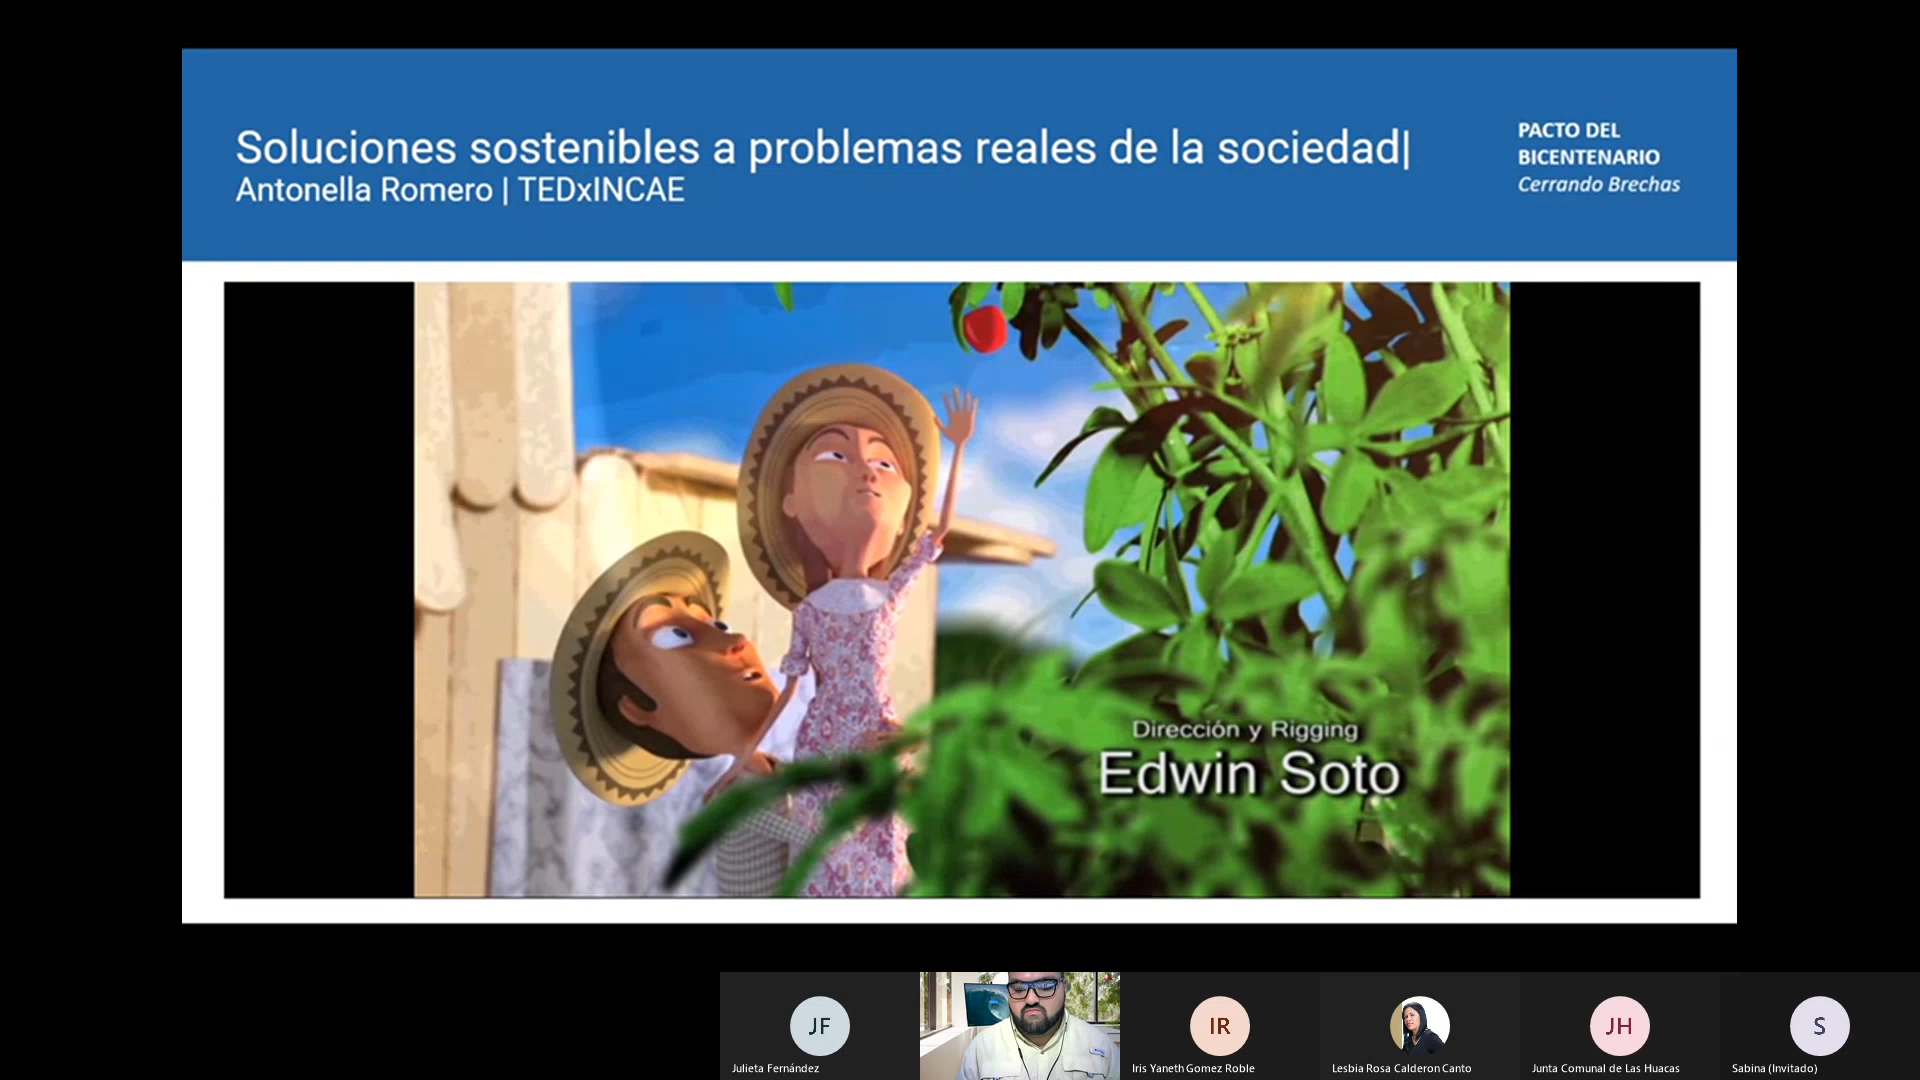 Soluciones sostenibles a problemas reales de la sociedad|
Antonella Romero | TEDxINCAE
PACTO DEL
BICENTENARIO
Cerrando Brechas
Dirección y Rigging
Edwin Soto
JF
IR
JH
S
Julieta Fernández
Iris Yaneth Gomez Roble
Lesbia Rosa Calderon Canto
Junta Comunal de Las Huacas
Sabina (Invitado)